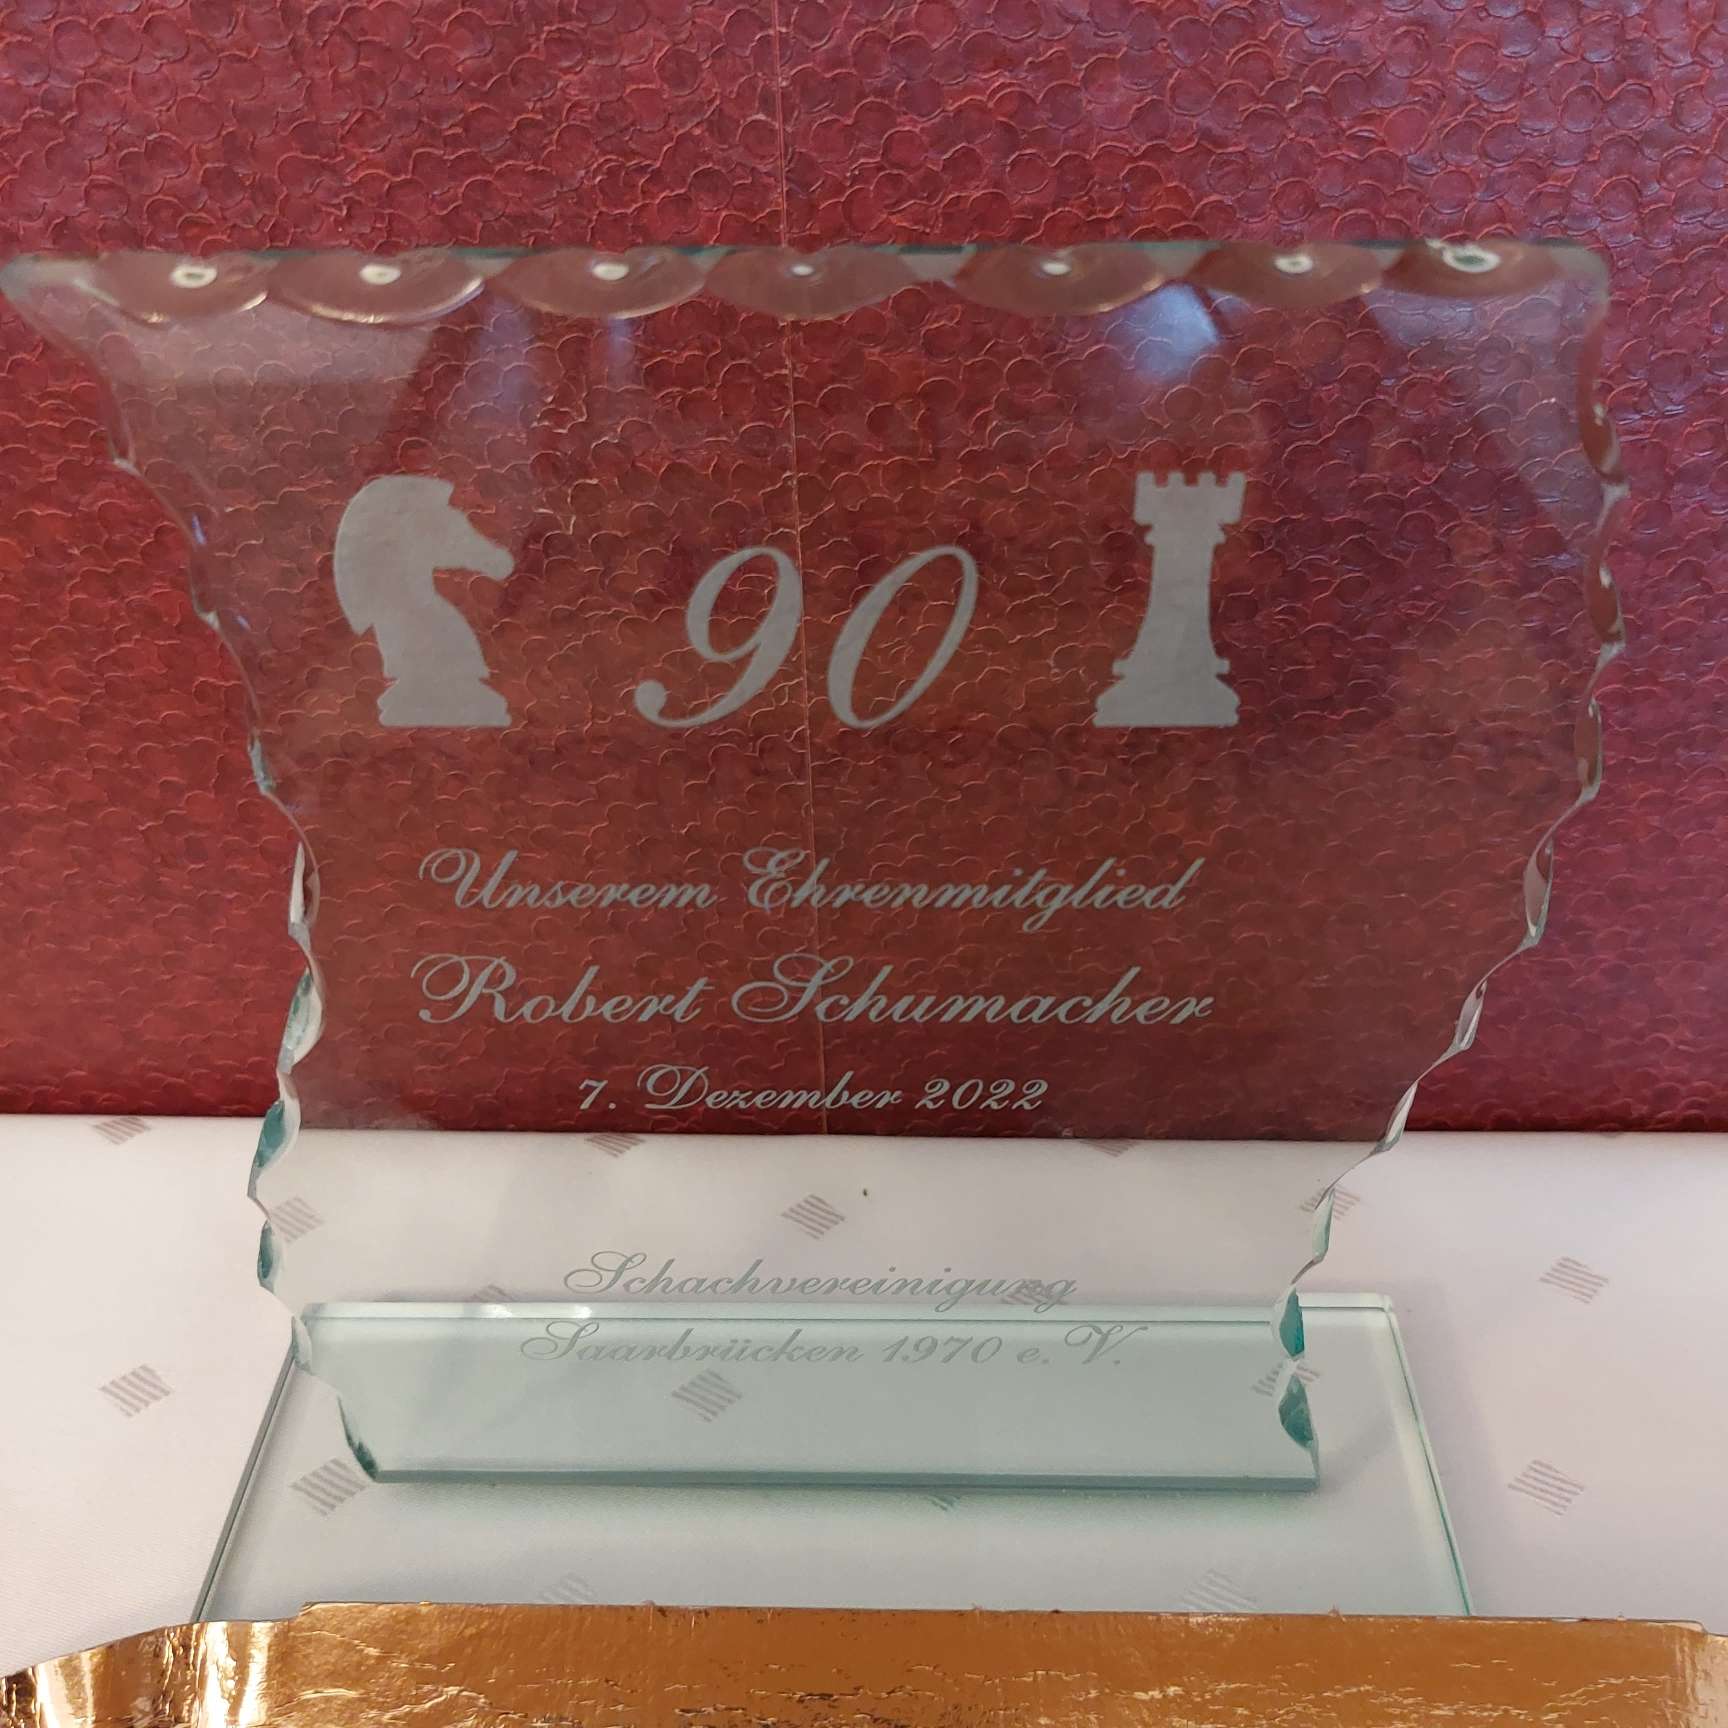 90
Unserem Ehrenmitglied
Robert Schumacher
7. Dezember 2022
Schachvereinigung
Saarbrücken 1970 e. V.